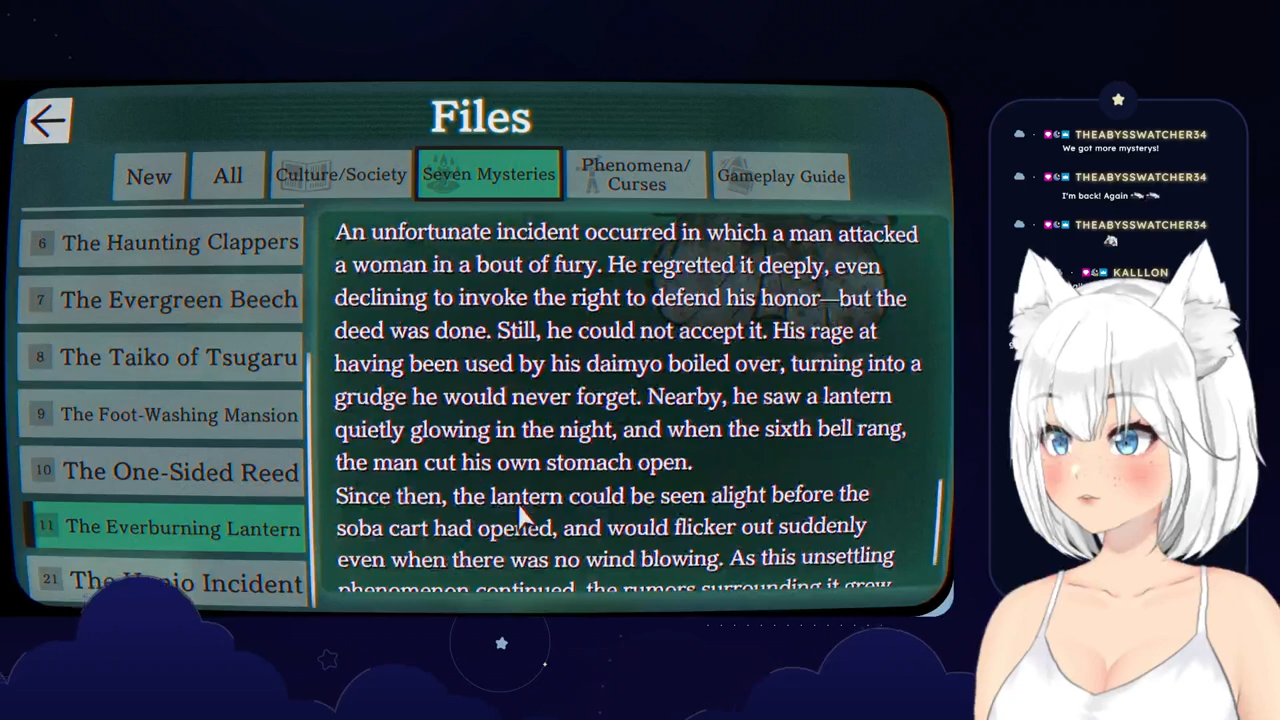 Files
New
All
Culture/Society
Seven Mysteries
Phenomena/
Curses
Gameplay Guide
6 The Haunting Clappers
7 The Evergreen Beech
8 The Taiko of Tsugaru
9 The Foot-Washing Mansion
10 The One-Sided Reed
11 The Everburning Lantern
21 The Incident
An unfortunate incident occurred in which a man attacked
a woman in a bout of fury. He regretted it deeply, even
declining to invoke the right to defend his honor—but the
deed was done. Still, he could not accept it. His rage at
having been used by his daimyo boiled over, turning into a
grudge he would never forget. Nearby, he saw a lantern
quietly glowing in the night, and when the sixth bell rang,
the man cut his own stomach open.
Since then, the lantern could be seen alight before the
soba cart had opened, and would flicker out suddenly
even when there was no wind blowing. As this unsettling
phenomenon continued, the rumors surrounding it grew
THEABYSSWATCHER34
We got more mysterys!
THEABYSSWATCHER34
I'm back! Again
THEABYSSWATCHER34
KALLLON